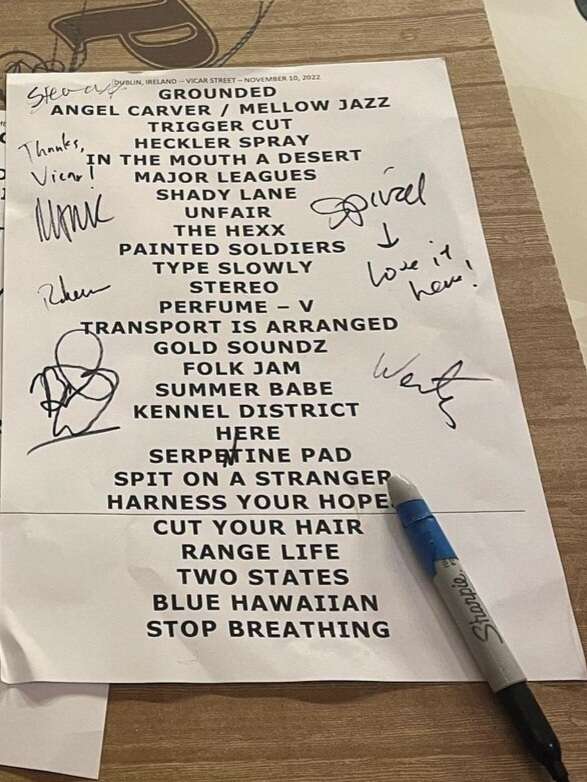 DUBLIN, IRELAND – VICAR STREET – NOVEMBER 10, 2022
GROUNDED
ANGEL CARVER / MELLOW JAZZ
TRIGGER CUT
HECKLER SPRAY
Thanks,
IN THE MOUTH A DESERT
Vicar!
MAJOR LEAGUES
SHADY LANE
Spiral
UNFAIR
MARK
THE HEXX
PAINTED SOLDIERS
Love it
here!
TYPE SLOWLY
STEREO
PERFUME – V
TRANSPORT IS ARRANGED
GOLD SOUNDZ
FOLK JAM
SUMMER BABE
KENNEL DISTRICT
HERE
SERPENTINE PAD
SPIT ON A STRANGER
HARNESS YOUR HOPE
CUT YOUR HAIR
RANGE LIFE
TWO STATES
BLUE HAWAIIAN
STOP BREATHING
Sharpie